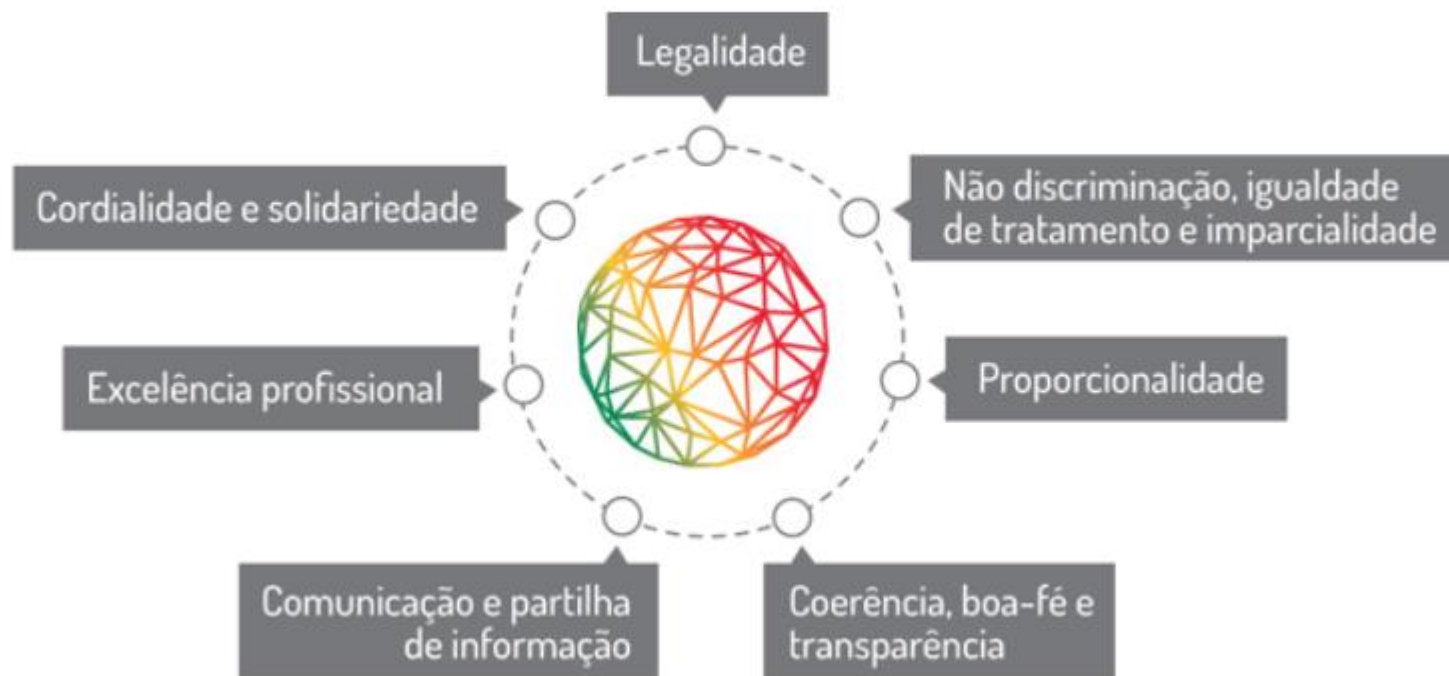 Legalidade
Cordialidade e solidariedade
Não discriminação, igualdade
de tratamento e imparcialidade
Excelência profissional
Proporcionalidade
Comunicação e partilha
de informação
Coerência, boa-fé e
transparência